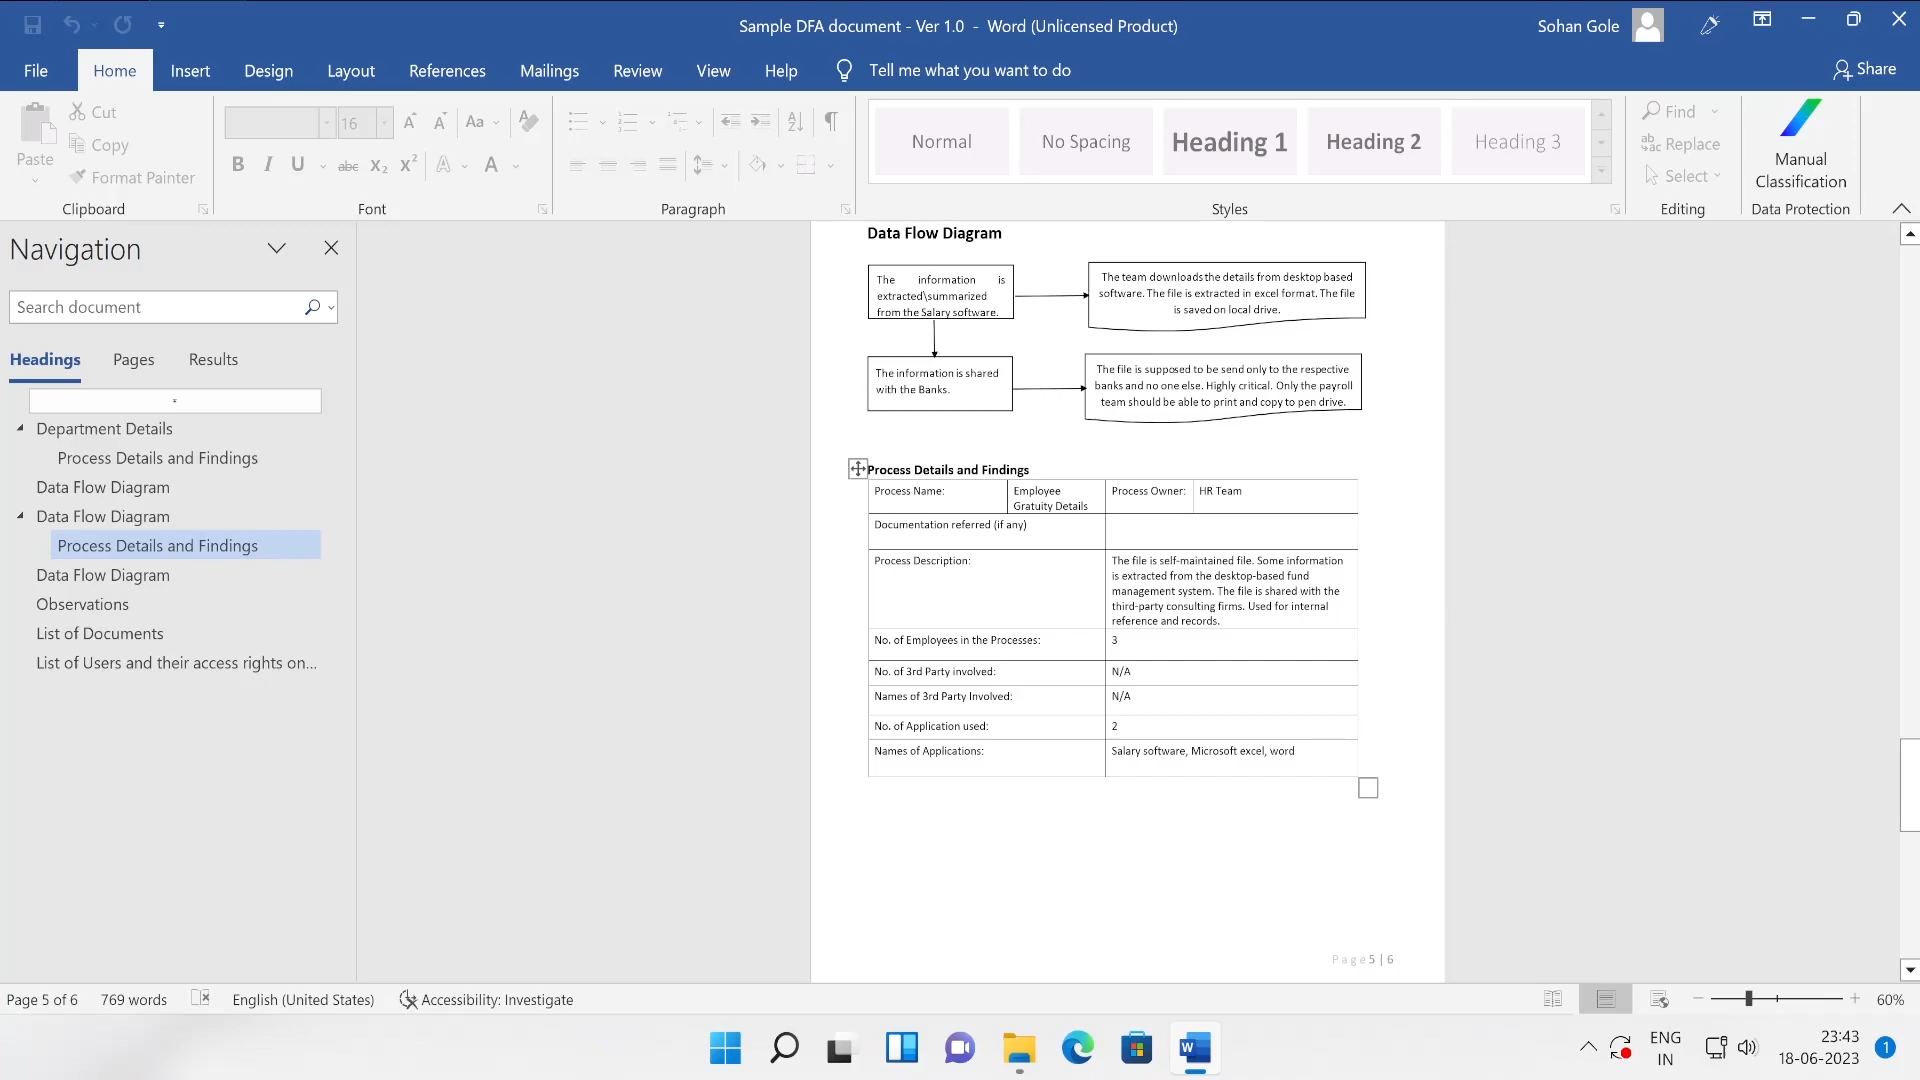 Sample DFA document - Ver 1.0 - Word (Unlicensed Product)
Sohan Gole
File Home Insert Design Layout References Mailings Review View Help Tell me what you want to do
Share
Paste
Cut
Copy
Format Painter
Clipboard
16
Aa
B I U abc X₂ X² A A
Font
Paragraph
Normal
No Spacing
Heading 1
Heading 2
Heading 3
Styles
Find
Replace
Select
Editing
Manual
Classification
Data Protection
Navigation
Search document
Headings Pages Results
Department Details
Process Details and Findings
Data Flow Diagram
Data Flow Diagram
Process Details and Findings
Data Flow Diagram
Observations
List of Documents
List of Users and their access rights on...
Data Flow Diagram
The information is
extracted\summarized
from the Salary software.
The team downloads the details from desktop based
software. The file is extracted in excel format. The file
is saved on local drive.
The information is shared
with the Banks.
The file is supposed to be send only to the respective
banks and no one else. Highly critical. Only the payroll
team should be able to print and copy to pen drive.
Process Details and Findings
Process Name: Employee Process Owner: HR Team
Gratuity Details
Documentation referred (if any)
Process Description: The file is self-maintained file. Some information
is extracted from the desktop-based fund
management system. The file is shared with the
third-party consulting firms. Used for internal
reference and records.
No. of Employees in the Processes: 3
No. of 3rd Party involved: N/A
Names of 3rd Party Involved: N/A
No. of Application used: 2
Names of Applications: Salary software, Microsoft excel, word
Page 5 | 6
Page 5 of 6 769 words English (United States) Accessibility: Investigate
60%
ENG
IN
23:43
18-06-2023
1